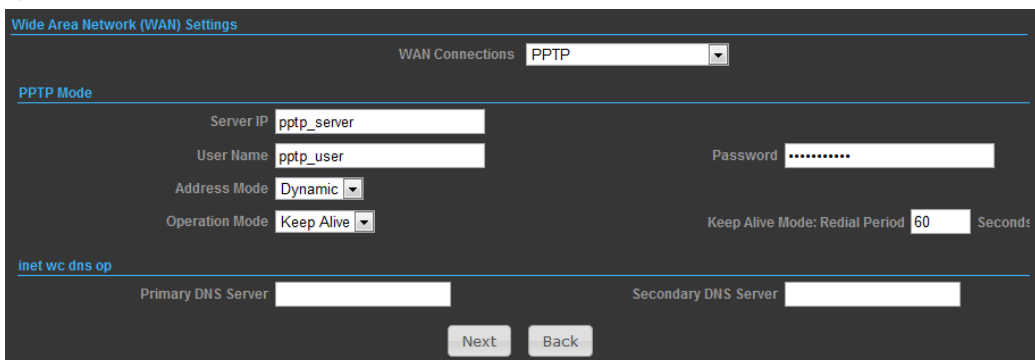 Wide Area Network (WAN) Settings
WAN Connections PPTP
PPTP Mode
Server IP pptp_server
User Name pptp_user Password •••••••••••
Address Mode Dynamic
Operation Mode Keep Alive Keep Alive Mode: Redial Period 60 Seconds
inet wc dns op
Primary DNS Server Secondary DNS Server
Next Back